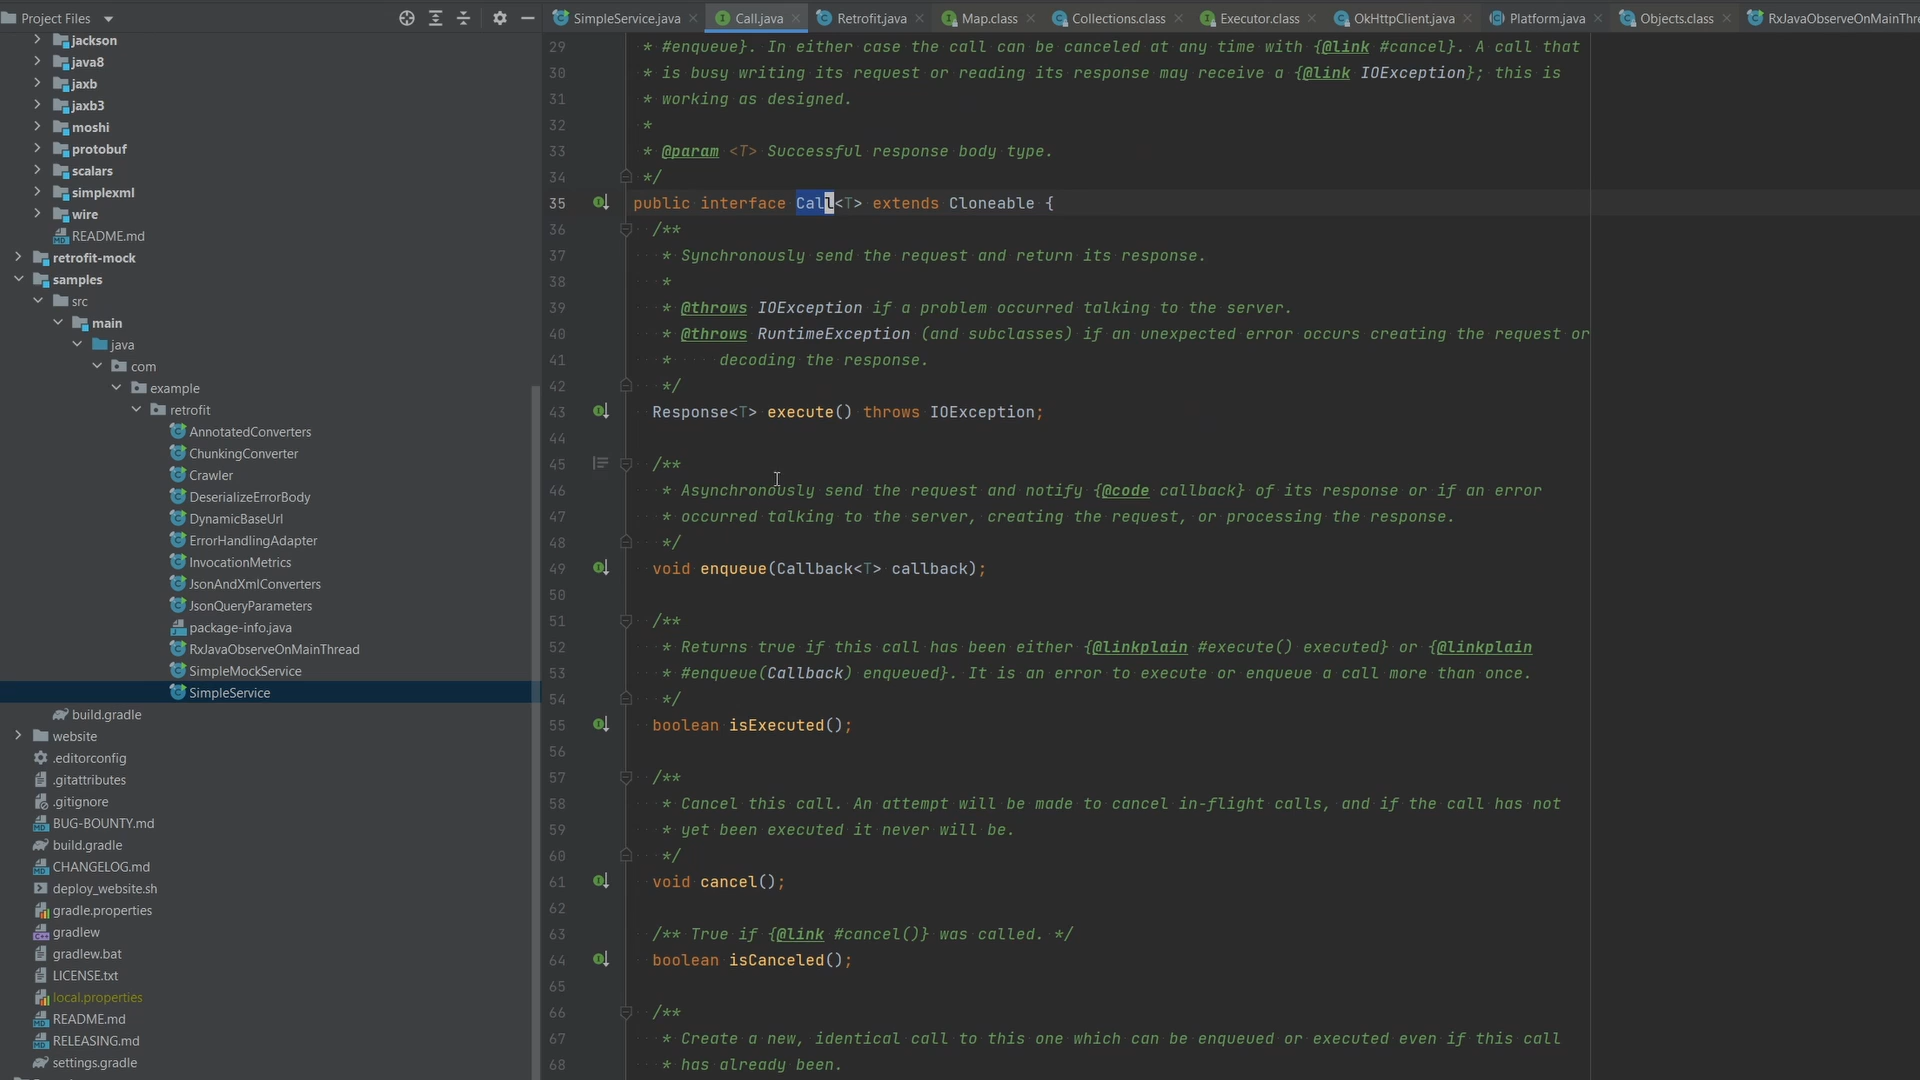 Project Files
SimpleService.java
Call.java
Retrofit.java
Map.class
Collections.class
Executor.class
OkHttpClient.java
Platform.java
Objects.class
RxJavaObserveOnMainThre
jackson
java8
jaxb
jaxb3
moshi
protobuf
scalars
simplexml
wire
README.md
retrofit-mock
samples
src
main
java
com
example
retrofit
AnnotatedConverters
ChunkingConverter
Crawler
DeserializeErrorBody
DynamicBaseUrl
ErrorHandlingAdapter
InvocationMetrics
JsonAndXmlConverters
JsonQueryParameters
package-info.java
RxJavaObserveOnMainThread
SimpleMockService
SimpleService
build.gradle
website
.editorconfig
.gitattributes
.gitignore
BUG-BOUNTY.md
build.gradle
CHANGELOG.md
deploy_website.sh
gradle.properties
gradlew
gradlew.bat
LICENSE.txt
local.properties
README.md
RELEASING.md
settings.gradle
29 * #enqueue}. In either case the call can be canceled at any time with {@link #cancel}. A call that
30 * is busy writing its request or reading its response may receive a {@link IOException}; this is
31 * working as designed.
32 *
33 * @param <T> Successful response body type.
34 */
35 public interface Call<T> extends Cloneable {
36 /**
37 * Synchronously send the request and return its response.
38 *
39 * @throws IOException if a problem occurred talking to the server.
40 * @throws RuntimeException (and subclasses) if an unexpected error occurs creating the request or
41 * decoding the response.
42 */
43 Response<T> execute() throws IOException;
44
45 /**
46 * Asynchronously send the request and notify {@code callback} of its response or if an error
47 * occurred talking to the server, creating the request, or processing the response.
48 */
49 void enqueue(Callback<T> callback);
50
51 /**
52 * Returns true if this call has been either {@linkplain #execute() executed} or {@linkplain
53 * #enqueue(Callback) enqueued}. It is an error to execute or enqueue a call more than once.
54 */
55 boolean isExecuted();
56
57 /**
58 * Cancel this call. An attempt will be made to cancel in-flight calls, and if the call has not
59 * yet been executed it never will be.
60 */
61 void cancel();
62
63 /** True if {@link #cancel()} was called. */
64 boolean isCanceled();
65
66 /**
67 * Create a new, identical call to this one which can be enqueued or executed even if this call
68 * has already been.